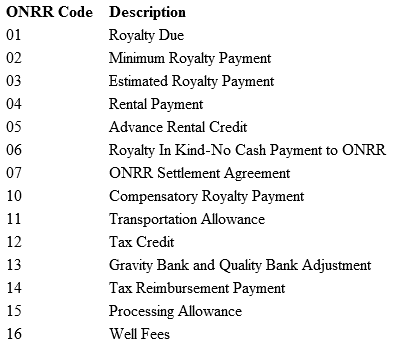 ONRR Code Description
01 Royalty Due
02 Minimum Royalty Payment
03 Estimated Royalty Payment
04 Rental Payment
05 Advance Rental Credit
06 Royalty In Kind-No Cash Payment to ONRR
07 ONRR Settlement Agreement
10 Compensatory Royalty Payment
11 Transportation Allowance
12 Tax Credit
13 Gravity Bank and Quality Bank Adjustment
14 Tax Reimbursement Payment
15 Processing Allowance
16 Well Fees